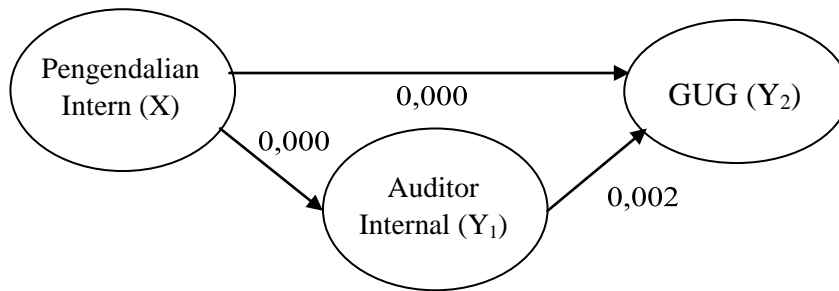 Pengendalian
Intern (X)
0,000
GUG (Y₂)
0,000
Auditor
Internal (Y₁)
0,002